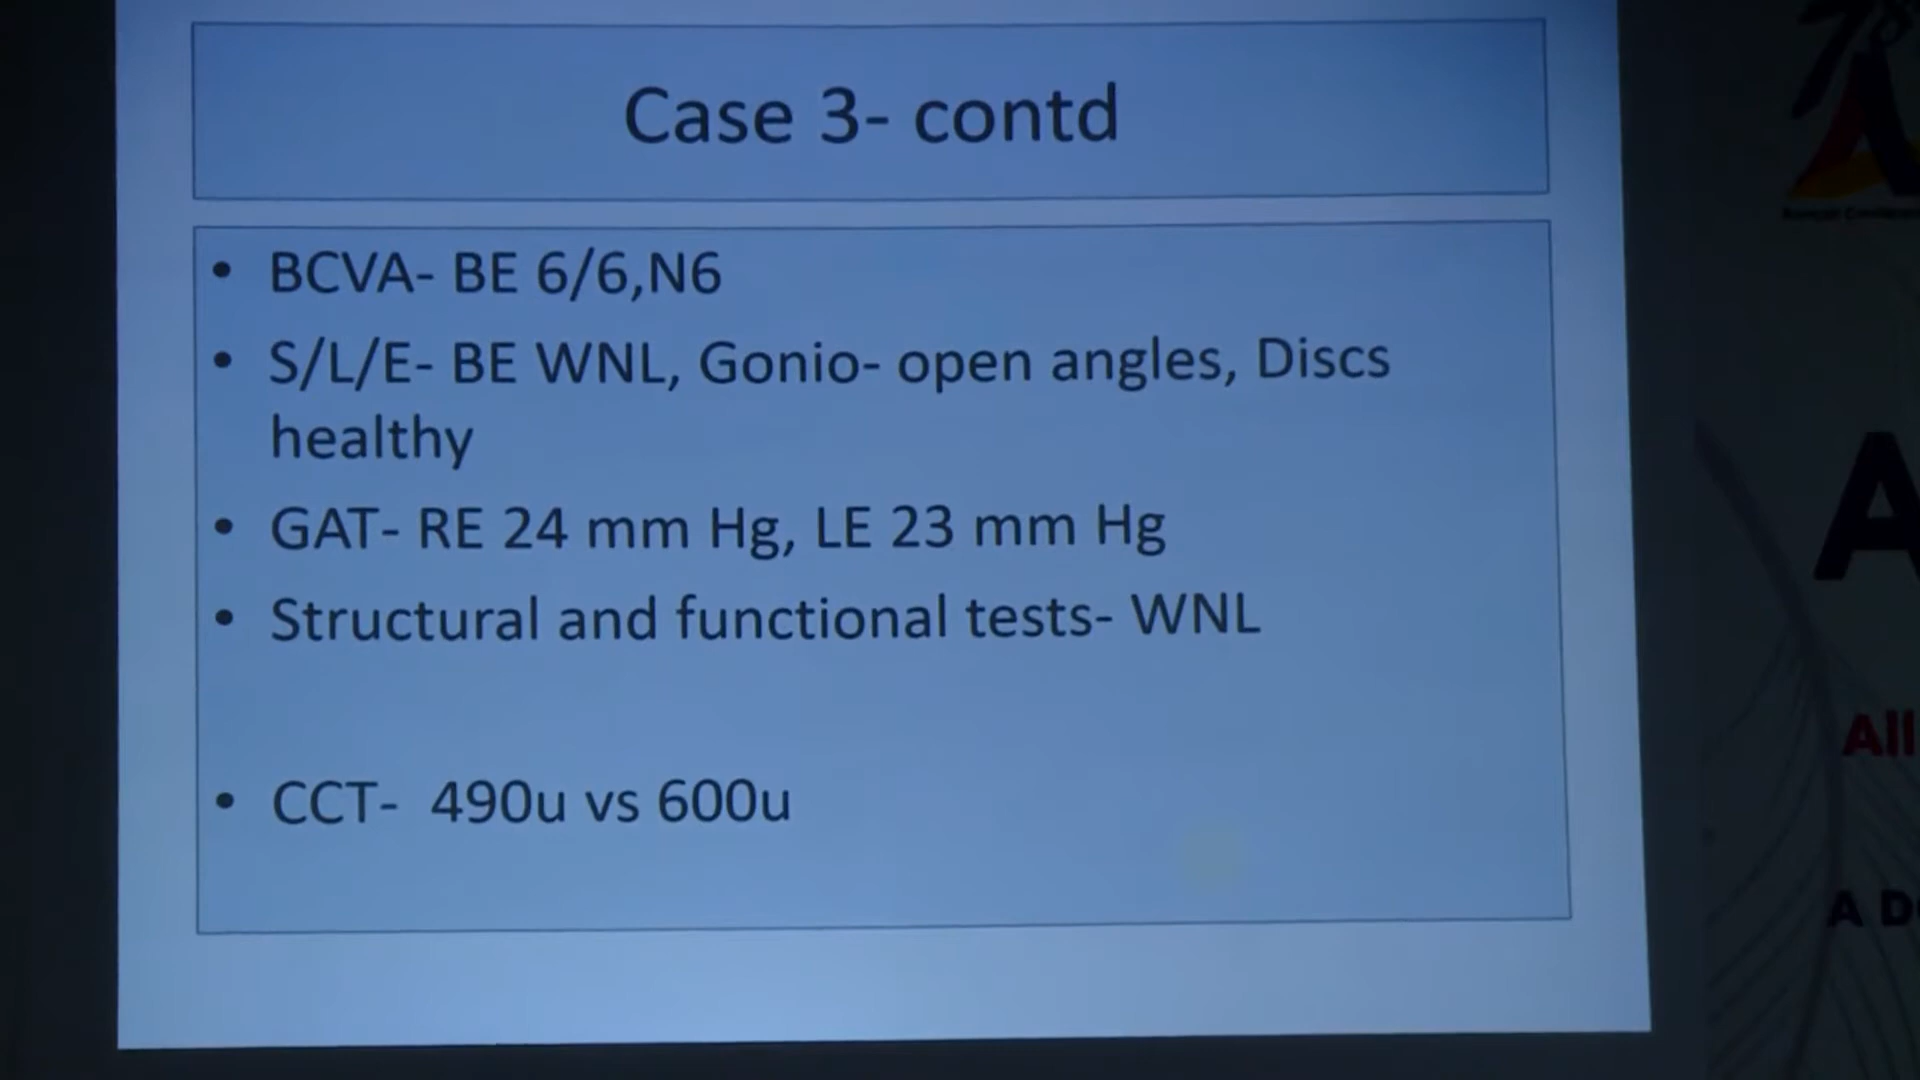 Case 3- contd
• BCVA- BE 6/6,N6
• S/L/E- BE WNL, Gonio- open angles, Discs
healthy
• GAT- RE 24 mm Hg, LE 23 mm Hg
• Structural and functional tests- WNL
• CCT- 490u vs 600u
A
All
A D